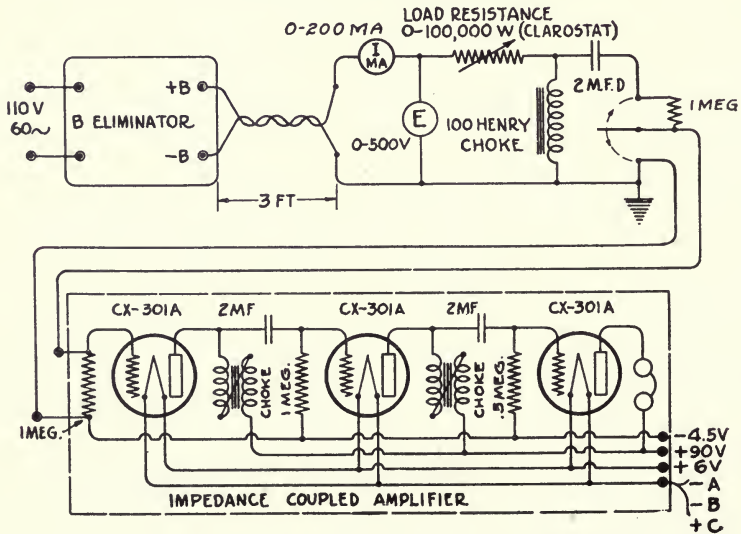 LOAD RESISTANCE
0-200 MA
0-100,000 W (CLAROSTAT)
I
MA
110 V
60~
+B
B ELIMINATOR
-B
E
0-500V
100 HENRY
CHOKE
2 M.F.D
1 MEG
3 FT
CX-301A
2MF
CX-301A
2MF
CX-301A
CHOKE
1 MEG.
CHOKE
.5 MEG.
1 MEG.
-4.5V
+90V
+ 6V
- A
- B
+ C
IMPEDANCE COUPLED AMPLIFIER